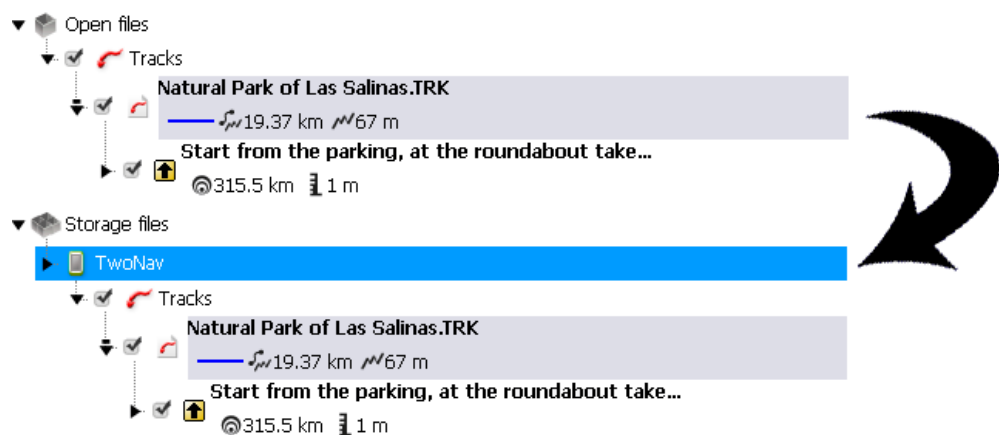 Open files
Tracks
Natural Park of Las Salinas.TRK
19.37 km 67 m
Start from the parking, at the roundabout take...
315.5 km 1 m
Storage files
TwoNav
Tracks
Natural Park of Las Salinas.TRK
19.37 km 67 m
Start from the parking, at the roundabout take...
315.5 km 1 m